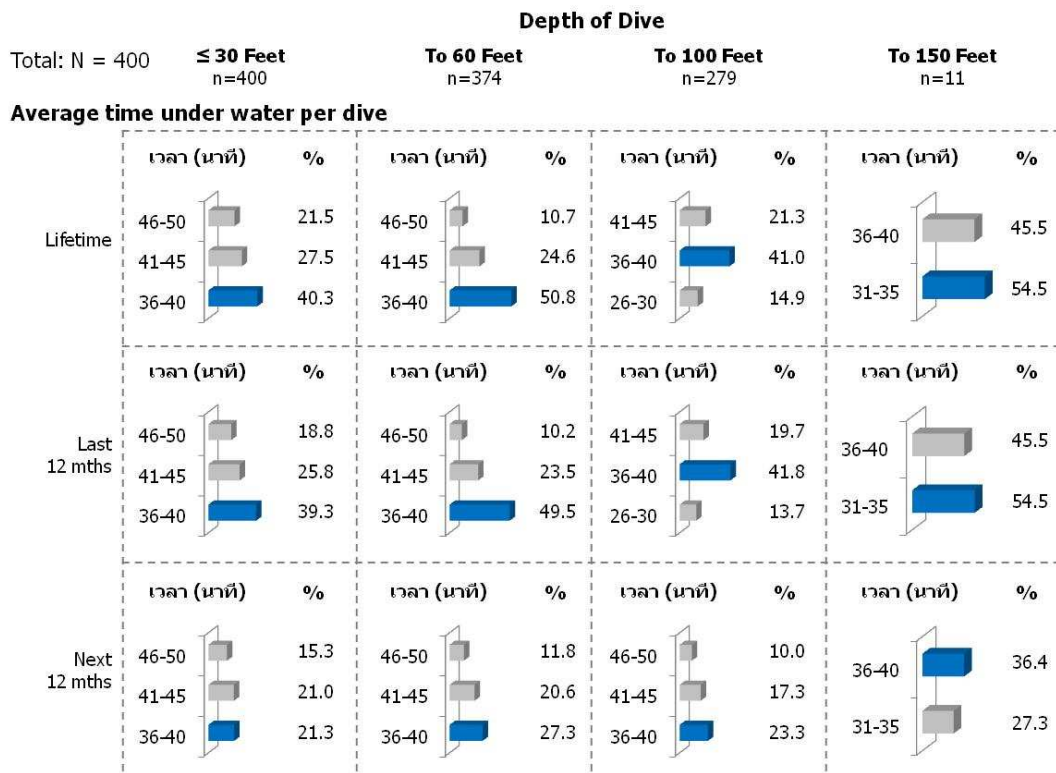 Depth of Dive
Total: N = 400 ≤ 30 Feet To 60 Feet To 100 Feet To 150 Feet
n=400 n=374 n=279 n=11
Average time under water per dive
เวลา (นาที) % เวลา (นาที) % เวลา (นาที) % เวลา (นาที) %
Lifetime
46-50 21.5 46-50 10.7 41-45 21.3 36-40 45.5
41-45 27.5 41-45 24.6 36-40 41.0 31-35 54.5
36-40 40.3 36-40 50.8 26-30 14.9
เวลา (นาที) % เวลา (นาที) % เวลา (นาที) % เวลา (นาที) %
Last
12 mths
46-50 18.8 46-50 10.2 41-45 19.7 36-40 45.5
41-45 25.8 41-45 23.5 36-40 41.8 31-35 54.5
36-40 39.3 36-40 49.5 26-30 13.7
เวลา (นาที) % เวลา (นาที) % เวลา (นาที) % เวลา (นาที) %
Next
12 mths
46-50 15.3 46-50 11.8 46-50 10.0 36-40 36.4
41-45 21.0 41-45 20.6 41-45 17.3 31-35 27.3
36-40 21.3 36-40 27.3 36-40 23.3